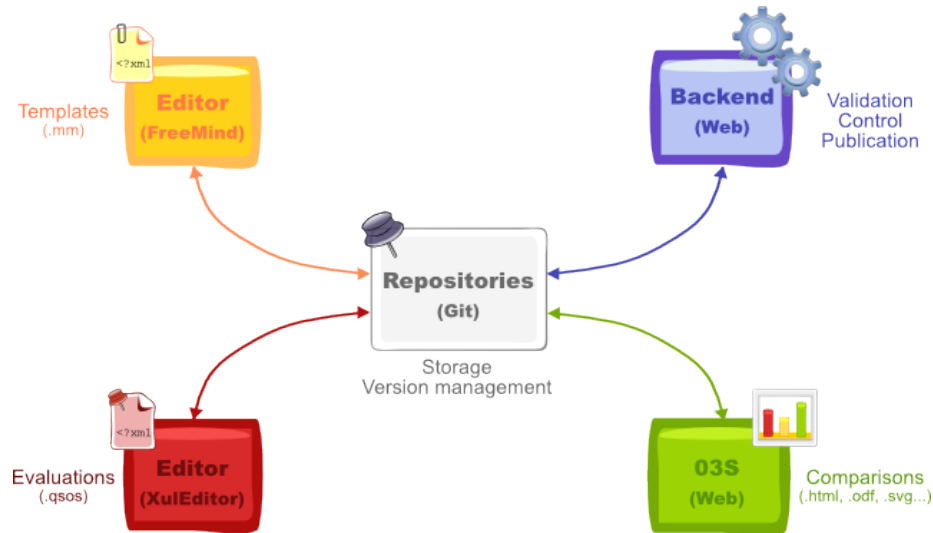 <?xml
Editor
(FreeMind)
Templates
(.mm)
Backend
(Web)
Validation
Control
Publication
Repositories
(Git)
Storage
Version management
<?xml
Editor
(XulEditor)
Evaluations
(.qsos)
03S
(Web)
Comparisons
(.html, .odf, .svg...)